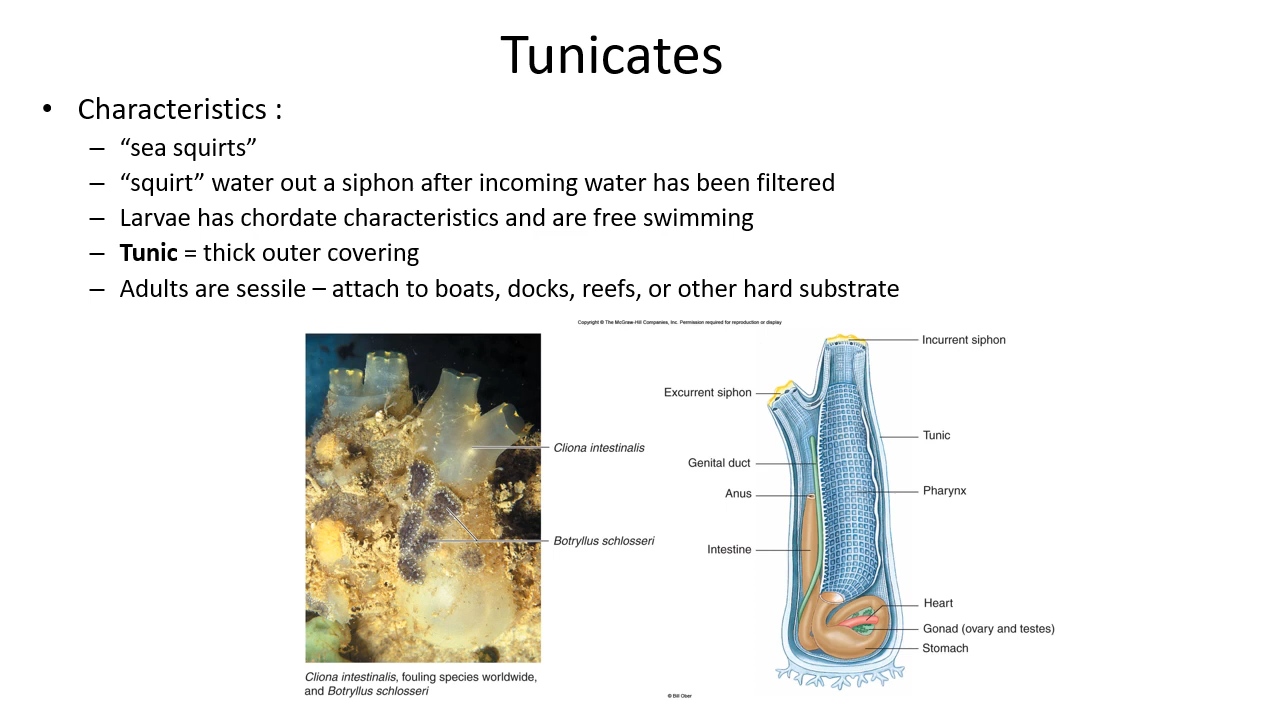 Tunicates
• Characteristics :
– “sea squirts”
– “squirt” water out a siphon after incoming water has been filtered
– Larvae has chordate characteristics and are free swimming
– Tunic = thick outer covering
– Adults are sessile – attach to boats, docks, reefs, or other hard substrate
Copyright © The McGraw-Hill Companies, Inc. Permission required for reproduction or display
Cliona intestinalis
Botryllus schlosseri
Cliona intestinalis, fouling species worldwide,
and Botryllus schlosseri
Incurrent siphon
Excurrent siphon
Tunic
Genital duct
Anus
Pharynx
Intestine
Heart
Gonad (ovary and testes)
Stomach
© Bill Ober